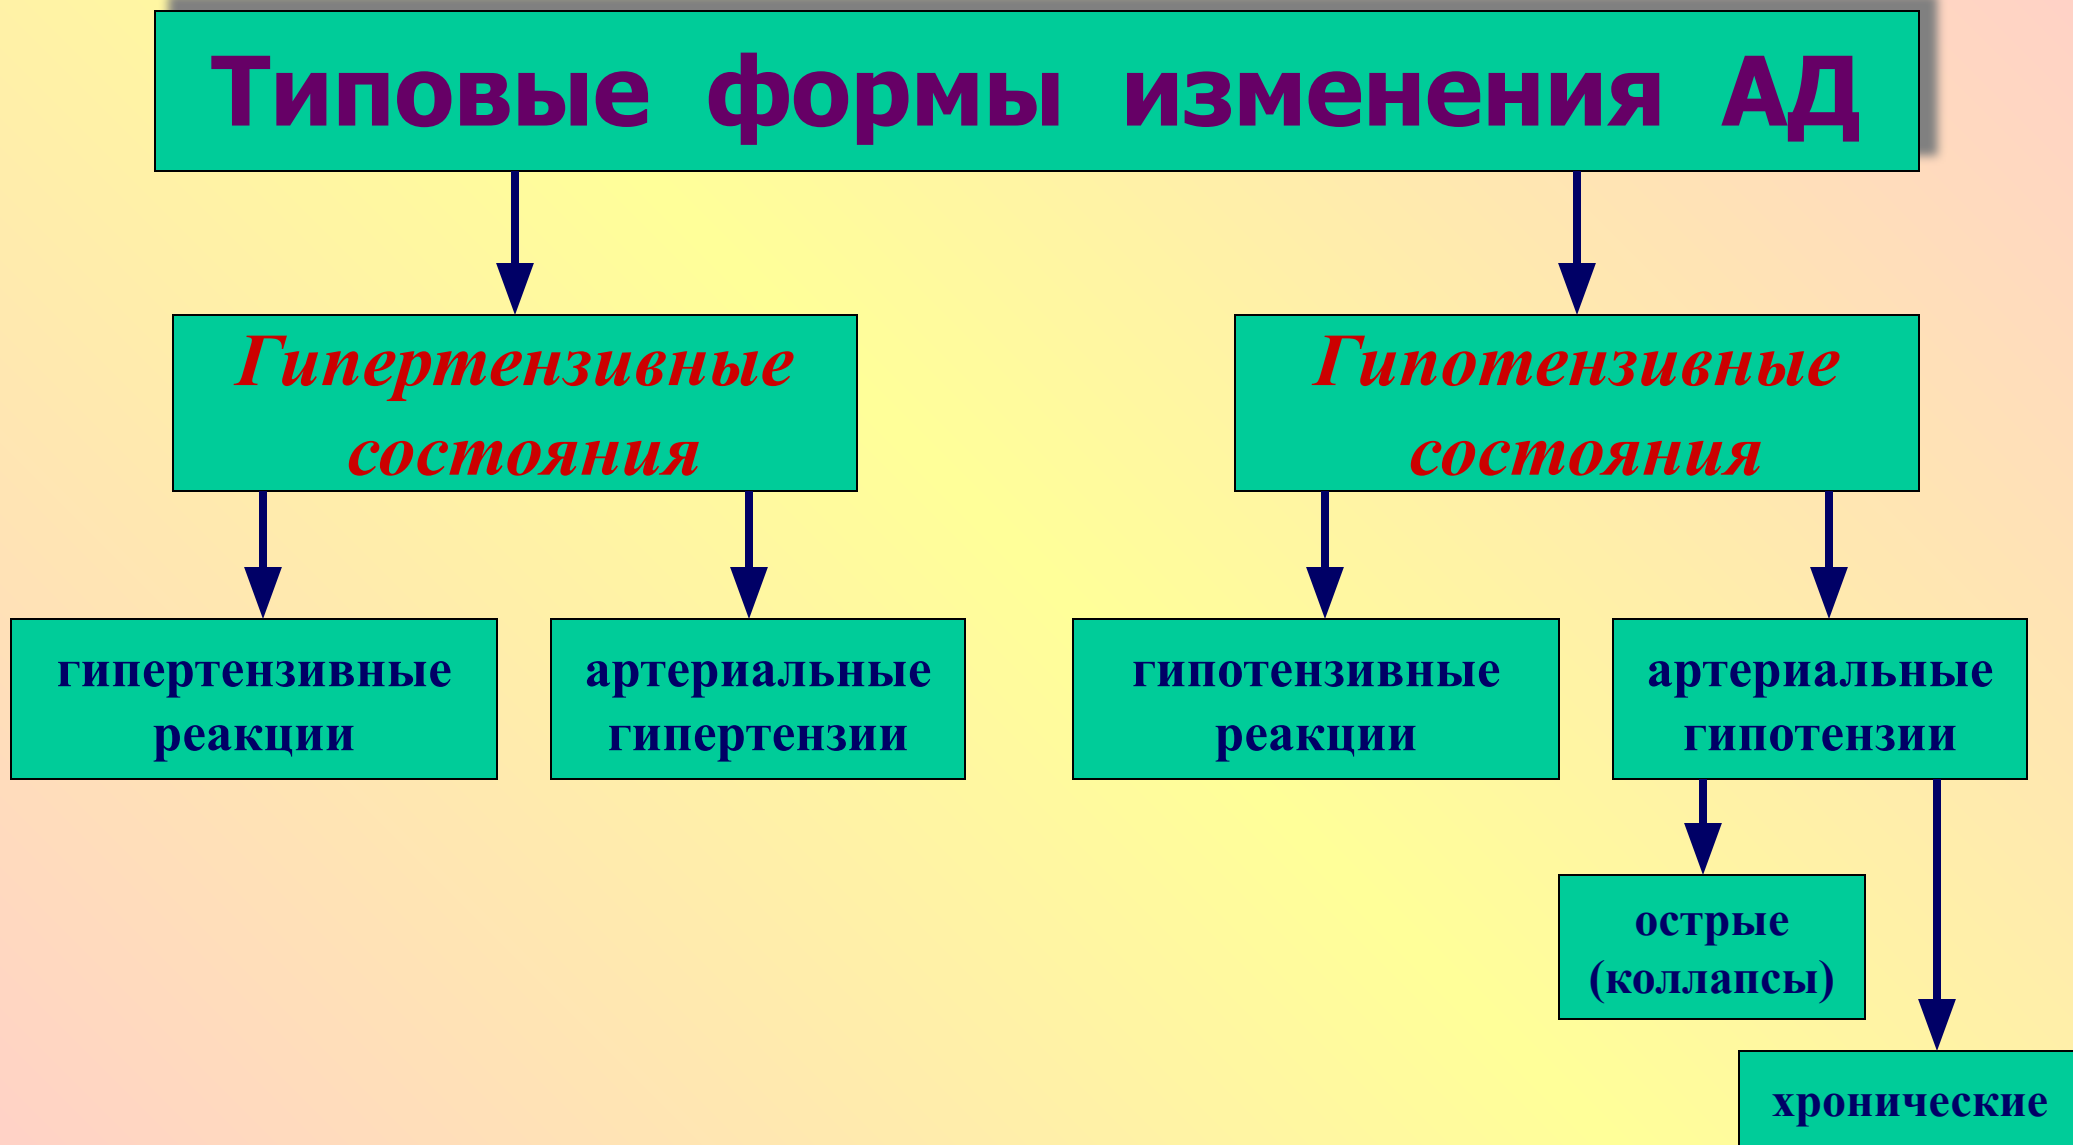 Типовые формы изменения АД
Гипертензивные
состояния
Гипотензивные
состояния
гипертензивные
реакции
артериальные
гипертензии
гипотензивные
реакции
артериальные
гипотензии
острые
(коллапсы)
хронические